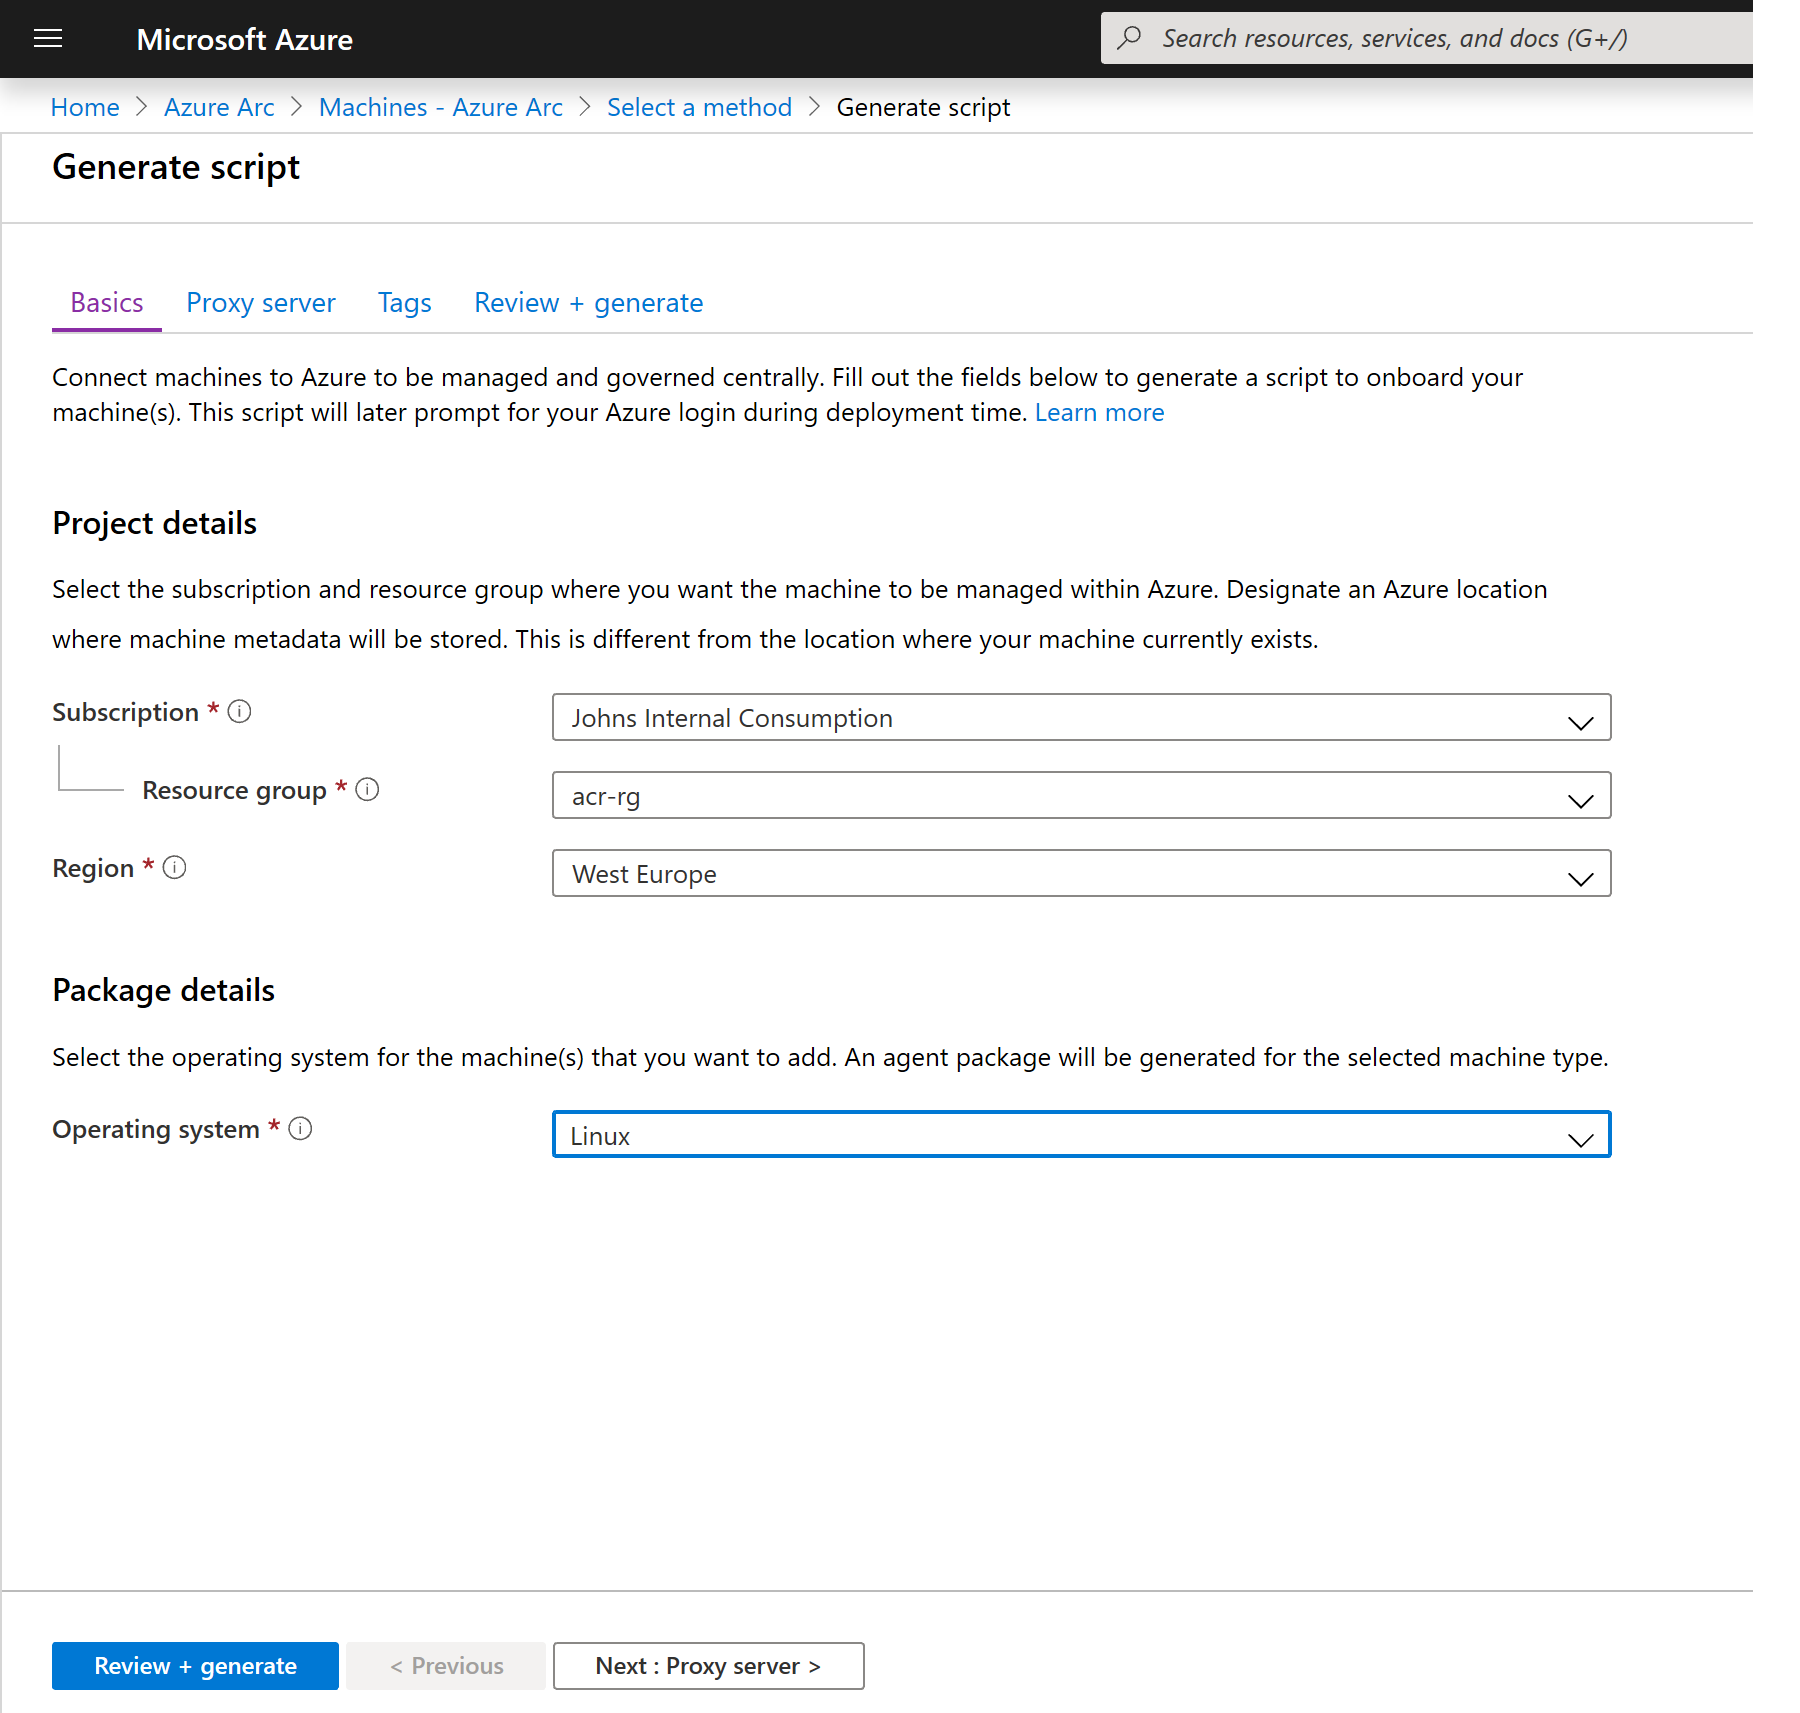 Microsoft Azure
Search resources, services, and docs (G+/)
Home > Azure Arc > Machines - Azure Arc > Select a method > Generate script
Generate script
Basics Proxy server Tags Review + generate
Connect machines to Azure to be managed and governed centrally. Fill out the fields below to generate a script to onboard your
machine(s). This script will later prompt for your Azure login during deployment time. Learn more
Project details
Select the subscription and resource group where you want the machine to be managed within Azure. Designate an Azure location
where machine metadata will be stored. This is different from the location where your machine currently exists.
Subscription *
Johns Internal Consumption
Resource group *
acr-rg
Region *
West Europe
Package details
Select the operating system for the machine(s) that you want to add. An agent package will be generated for the selected machine type.
Operating system *
Linux
Review + generate
< Previous
Next : Proxy server >